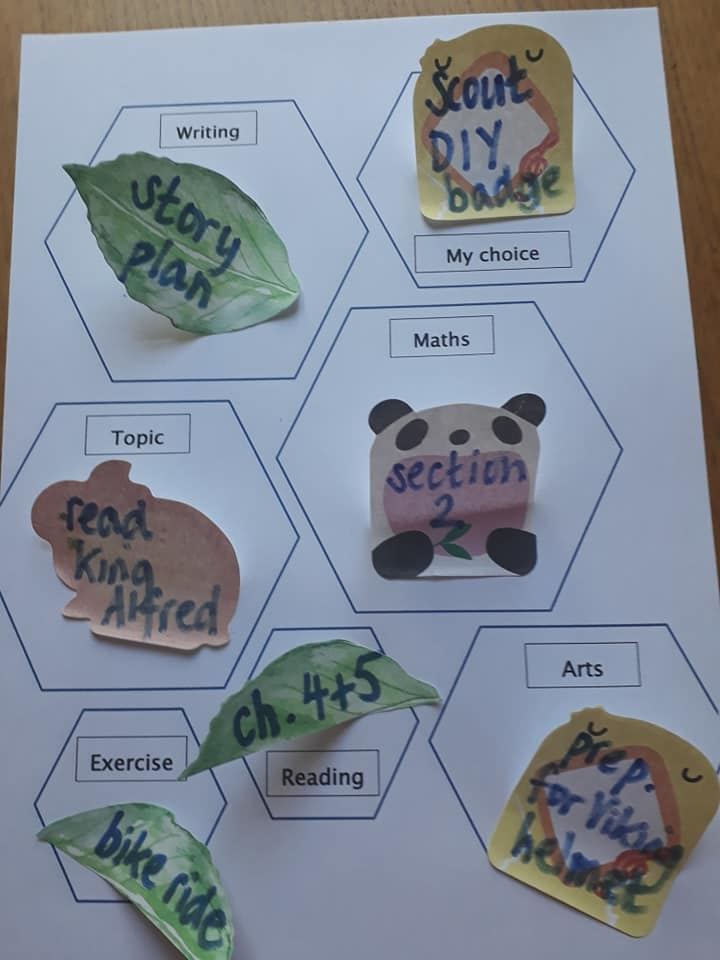 Writing
story
plan
Scout
DIY
badge
My choice
Maths
section
2
Topic
read
King
Alfred
ch. 4+5
Reading
Exercise
bike ride
Arts
prep.
for Viking
helmet